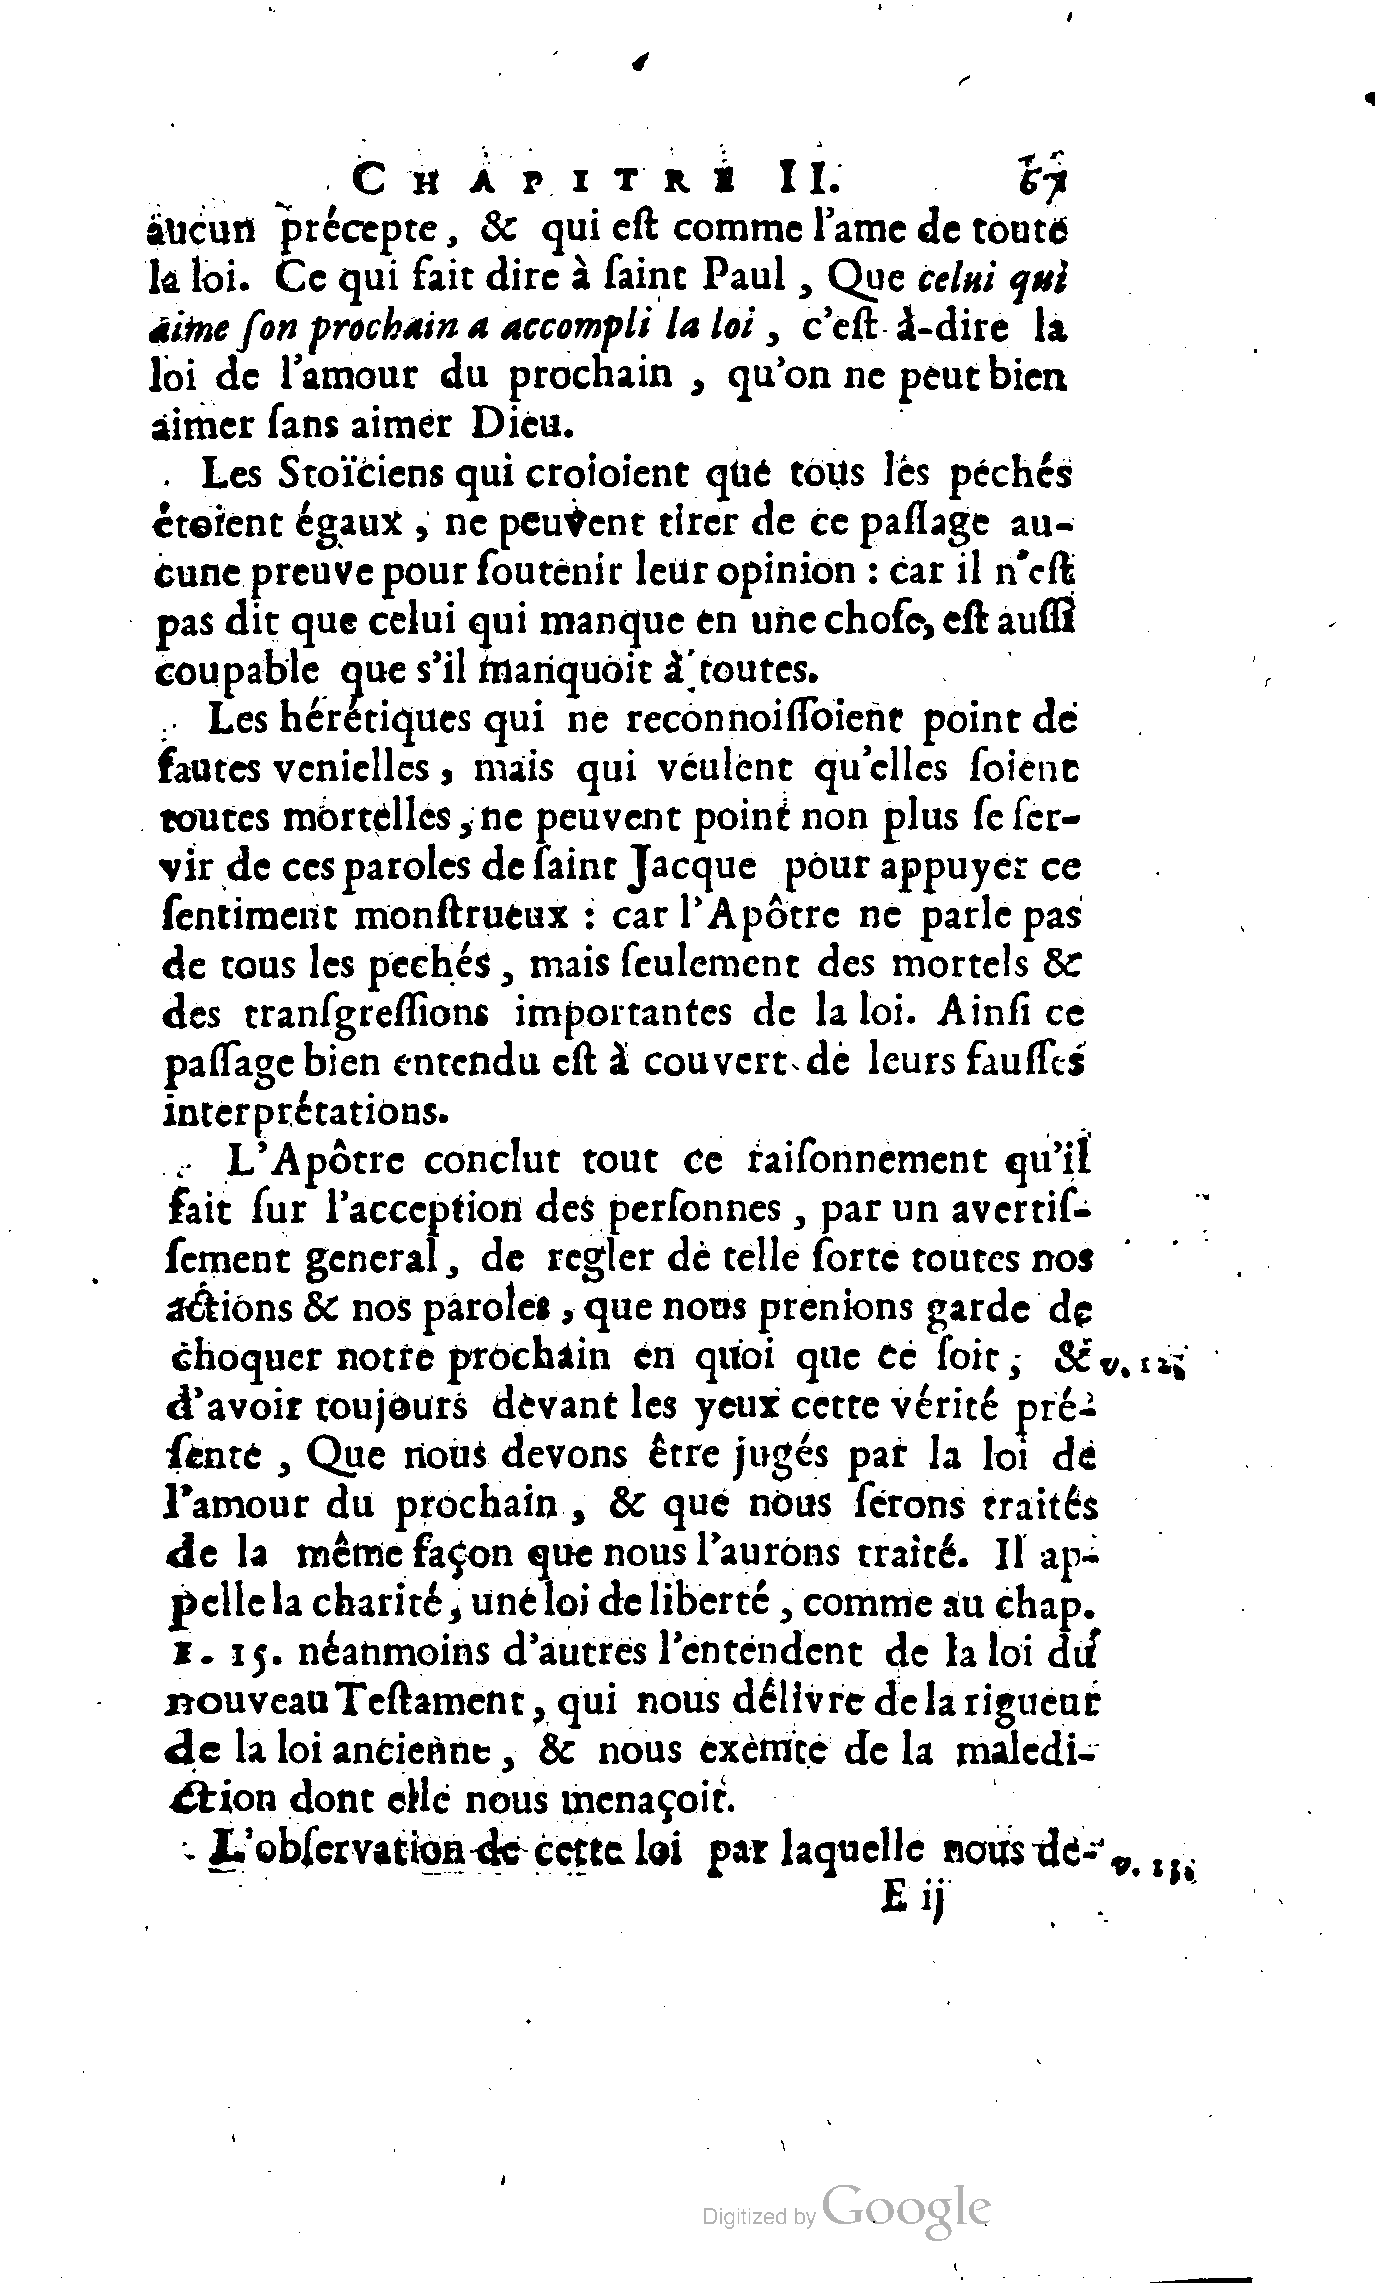 CHAPITRE II. 67
aucun précepte, & qui eſt comme l'ame de toute
la loi. Ce qui fait dire à ſaint Paul, Que celui qui
aime ſon prochain a accompli la loi, c'eſt-à-dire la
loi de l'amour du prochain, qu'on ne peut bien
aimer ſans aimer Dieu.
Les Stoïciens qui croioient que tous les péchés
étoient égaux, ne peuvent tirer de ce paſſage au-
cune preuve pour ſoutenir leur opinion : car il n'eſt
pas dit que celui qui manque en une choſe, eſt auſſi
coupable que s'il manquoit à toutes.
Les hérétiques qui ne reconnoiſſoient point de
fautes venielles, mais qui veulent qu'elles ſoient
toutes mortelles, ne peuvent point non plus ſe ſer-
vir de ces paroles de ſaint Jacque pour appuyer ce
ſentiment monſtrueux : car l'Apôtre ne parle pas
de tous les pechés, mais ſeulement des mortels &
des tranſgreſſions importantes de la loi. Ainſi ce
paſſage bien entendu eſt à couvert de leurs fauſſes
interprétations.
L'Apôtre conclut tout ce raiſonnement qu'il
fait ſur l'acception des perſonnes, par un avertiſ-
ſement general, de regler de telle ſorte toutes nos
actions & nos paroles, que nous prenions garde de
choquer notre prochain en quoi que ce ſoit, & v. 12.
d'avoir toujours devant les yeux cette vérité pré-
ſente, Que nous devons être jugés par la loi de
l'amour du prochain, & que nous ſerons traités
de la même façon que nous l'aurons traité. Il ap-
pelle la charité, une loi de liberté, comme au chap.
1. 15. néanmoins d'autres l'entendent de la loi du
nouveau Teſtament, qui nous délivre de la rigueur
de la loi ancienne, & nous exemte de la maledi-
ction dont elle nous menaçoit.
L'obſervation de cette loi par laquelle nous de- v. 13.
E ij
Digitized by Google